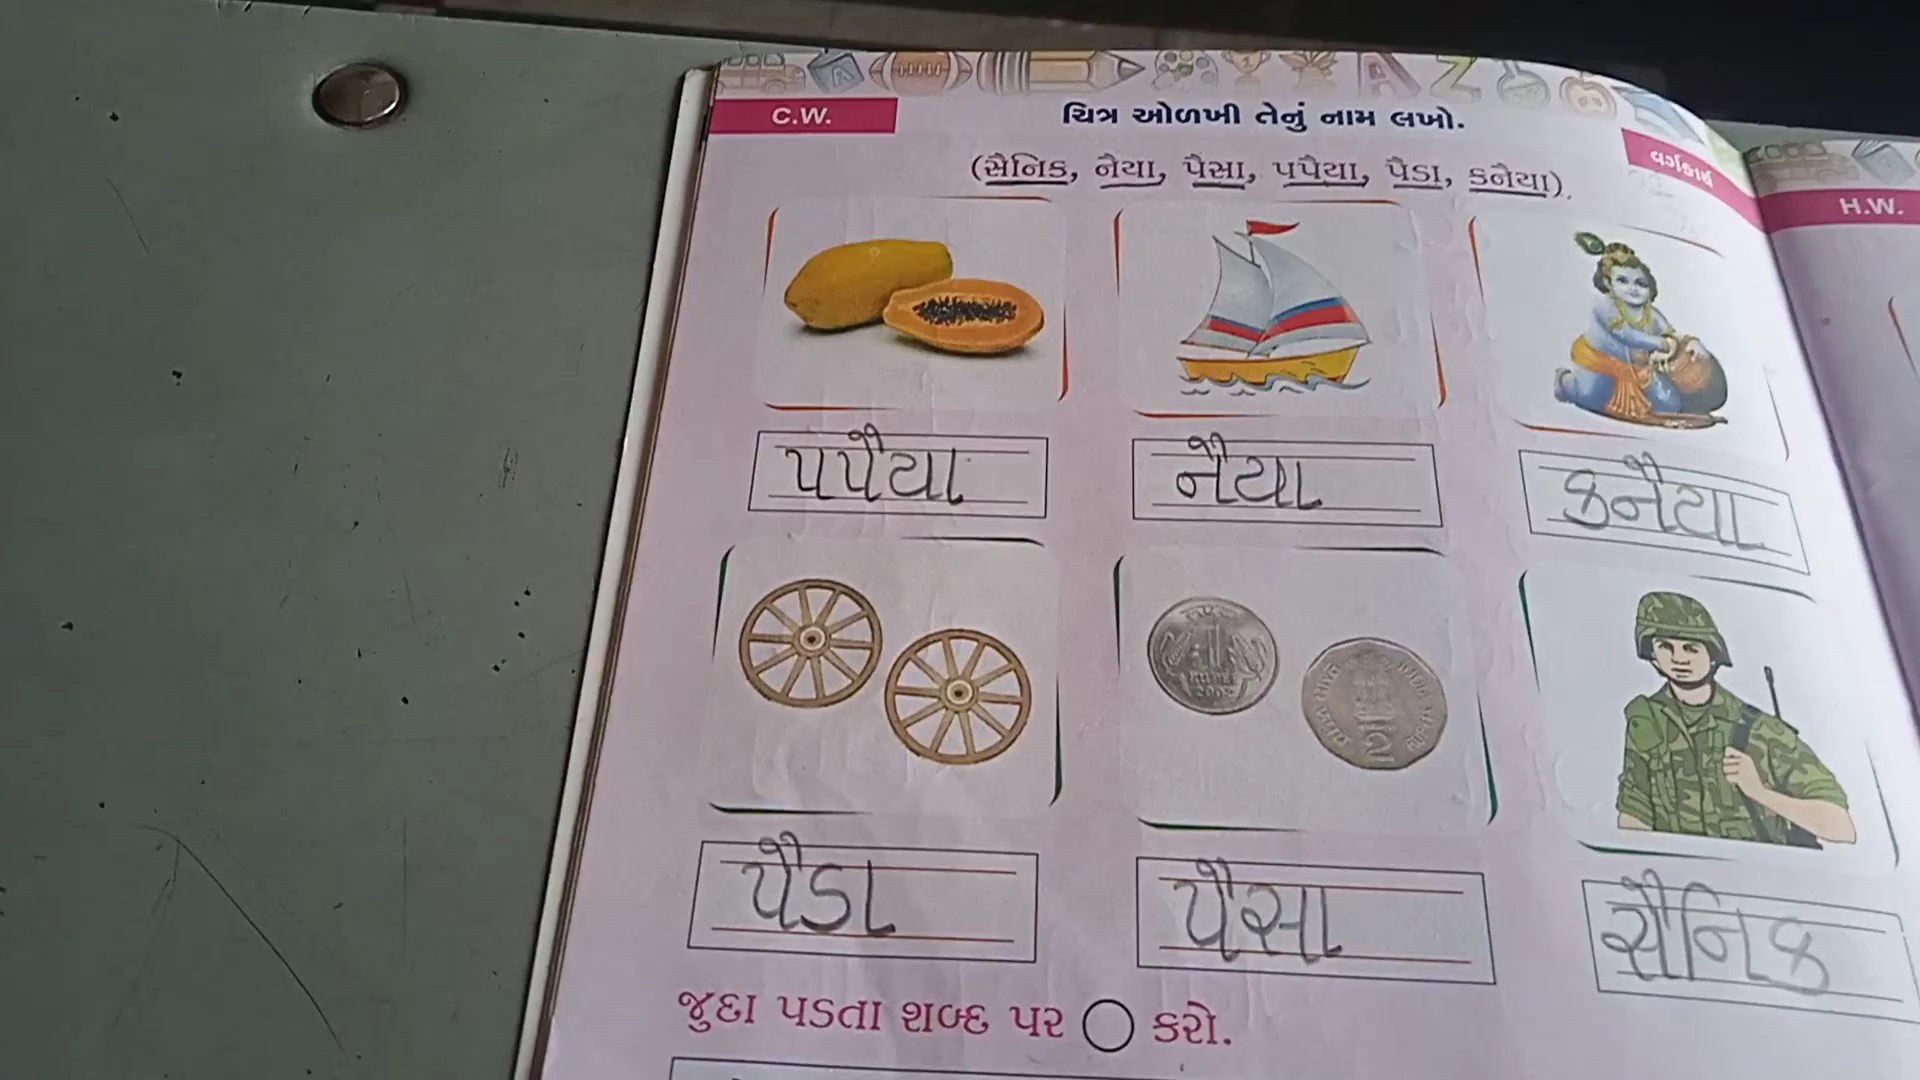 C.W.
ચિત્ર ઓળખી તેનું નામ લખો.
વર્ગકાર્ય
H.W.
(સૈનિક, નૈયા, પૈસા, પપૈયા, પૈડા, કનૈયા).
પપૈયા
નૈયા
કનૈયા
પૈડા
પૈસા
સૈનિક
જુદા પડતા શબ્દ પર ◯ કરો.